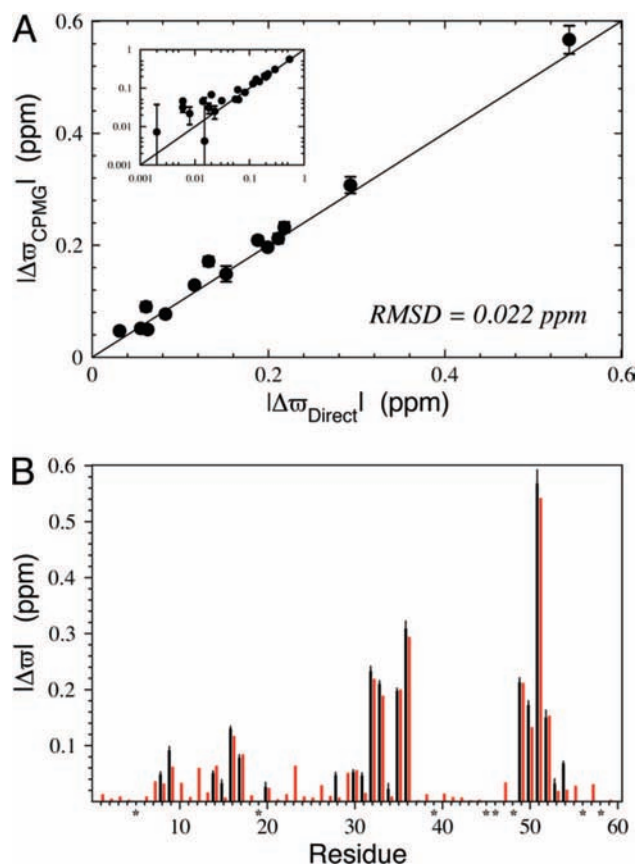 A
0.6
0.4
0.2
0
|Δϖ_CPMG| (ppm)
1
0.1
0.01
0.001
0.001 0.01 0.1 1
RMSD = 0.022 ppm
0 0.2 0.4 0.6
|Δϖ_Direct| (ppm)
B
0.6
0.5
0.4
0.3
0.2
0.1
|Δϖ| (ppm)
* * * * * * * *
10 20 30 40 50 60
Residue